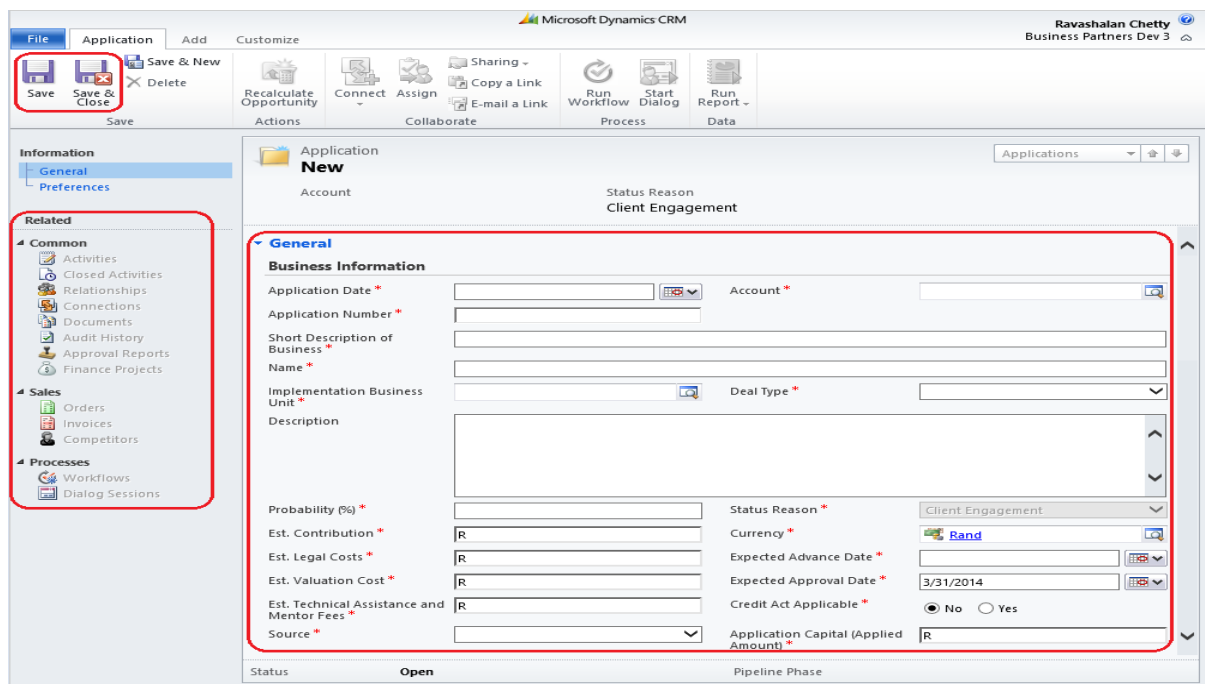 Microsoft Dynamics CRM
Ravashalan Chetty
Business Partners Dev 3
File Application Add Customize
Save
Save & Close
Save & New
Delete
Save
Recalculate Opportunity
Actions
Connect
Assign
Sharing
Copy a Link
E-mail a Link
Collaborate
Run Workflow
Start Dialog
Process
Run Report
Data
Information
General
Preferences
Related
Common
Activities
Closed Activities
Relationships
Connections
Documents
Audit History
Approval Reports
Finance Projects
Sales
Orders
Invoices
Competitors
Processes
Workflows
Dialog Sessions
Application
New
Applications
Account
Status Reason
Client Engagement
General
Business Information
Application Date *
Account *
Application Number *
Short Description of
Business *
Name *
Implementation Business
Unit *
Deal Type *
Description
Probability (%) *
Status Reason * Client Engagement
Est. Contribution * R
Currency * Rand
Est. Legal Costs * R
Expected Advance Date *
Est. Valuation Cost * R
Expected Approval Date * 3/31/2014
Est. Technical Assistance and
Mentor Fees * R
Credit Act Applicable * No Yes
Source *
Application Capital (Applied
Amount) * R
Status Open Pipeline Phase